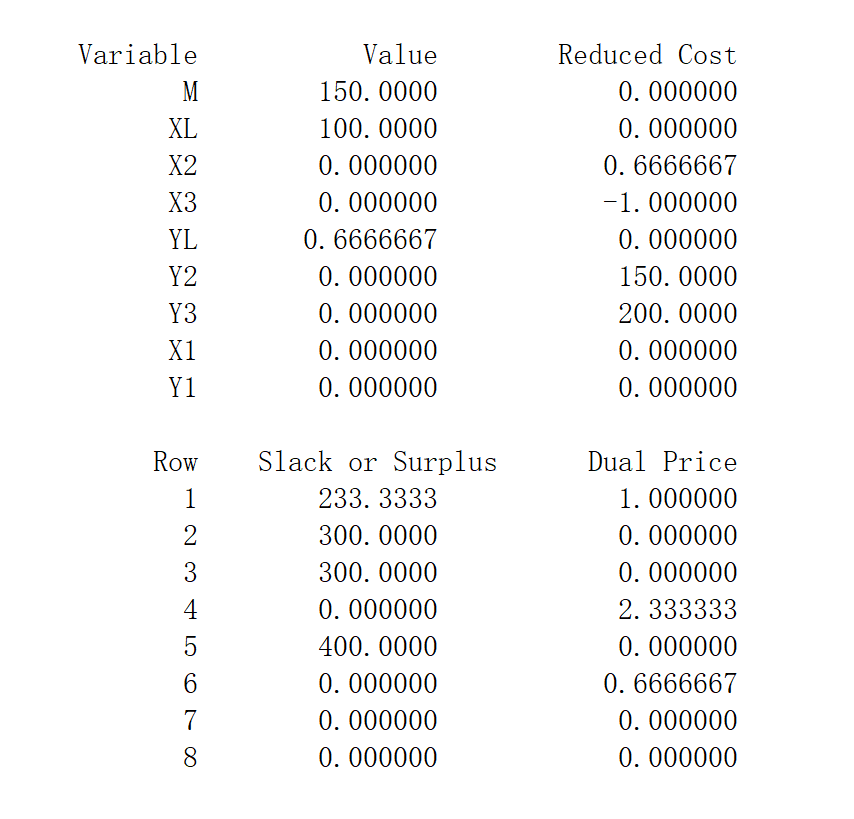 Variable Value Reduced Cost
M 150.0000 0.000000
XL 100.0000 0.000000
X2 0.000000 0.6666667
X3 0.000000 -1.000000
YL 0.6666667 0.000000
Y2 0.000000 150.0000
Y3 0.000000 200.0000
X1 0.000000 0.000000
Y1 0.000000 0.000000
Row Slack or Surplus Dual Price
1 233.3333 1.000000
2 300.0000 0.000000
3 300.0000 0.000000
4 0.000000 2.333333
5 400.0000 0.000000
6 0.000000 0.6666667
7 0.000000 0.000000
8 0.000000 0.000000